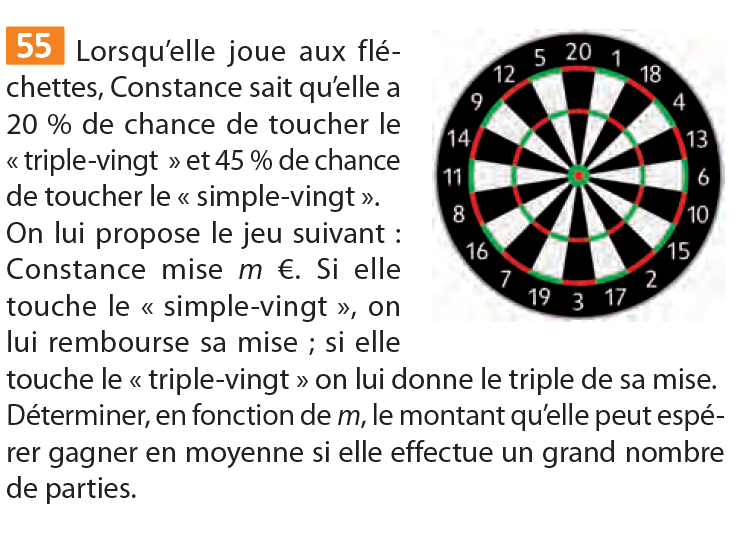 55 Lorsqu'elle joue aux flé-
chettes, Constance sait qu'elle a
20 % de chance de toucher le
« triple-vingt » et 45 % de chance
de toucher le « simple-vingt ».
On lui propose le jeu suivant :
Constance mise m €. Si elle
touche le « simple-vingt », on
lui rembourse sa mise ; si elle
touche le « triple-vingt » on lui donne le triple de sa mise.
Déterminer, en fonction de m, le montant qu'elle peut espé-
rer gagner en moyenne si elle effectue un grand nombre
de parties.
20
1
18
4
13
6
10
15
2
17
3
19
7
16
8
11
14
9
12
5